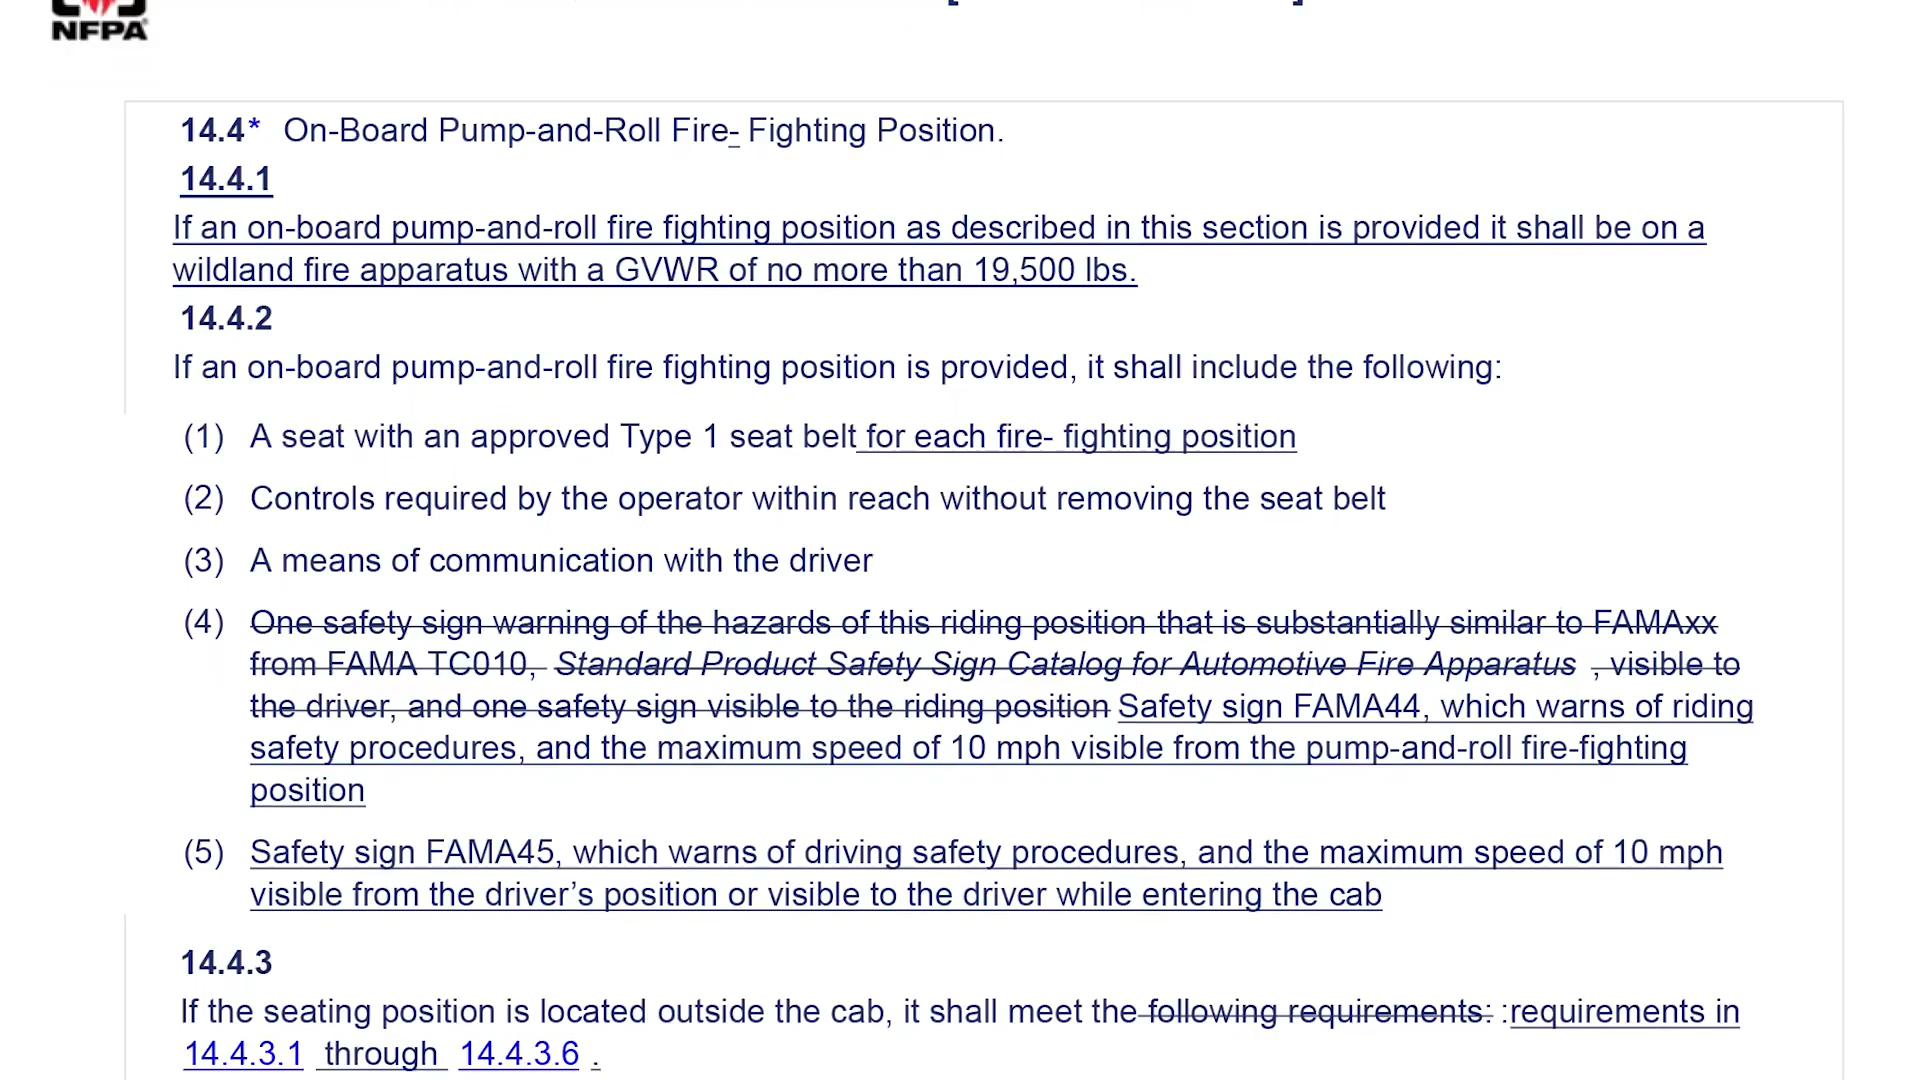 NFPA
14.4* On-Board Pump-and-Roll Fire- Fighting Position.
14.4.1
If an on-board pump-and-roll fire fighting position as described in this section is provided it shall be on a
wildland fire apparatus with a GVWR of no more than 19,500 lbs.
14.4.2
If an on-board pump-and-roll fire fighting position is provided, it shall include the following:
(1) A seat with an approved Type 1 seat belt for each fire- fighting position
(2) Controls required by the operator within reach without removing the seat belt
(3) A means of communication with the driver
(4) One safety sign warning of the hazards of this riding position that is substantially similar to FAMAxx
from FAMA TC010, Standard Product Safety Sign Catalog for Automotive Fire Apparatus , visible to
the driver, and one safety sign visible to the riding position Safety sign FAMA44, which warns of riding
safety procedures, and the maximum speed of 10 mph visible from the pump-and-roll fire-fighting
position
(5) Safety sign FAMA45, which warns of driving safety procedures, and the maximum speed of 10 mph
visible from the driver’s position or visible to the driver while entering the cab
14.4.3
If the seating position is located outside the cab, it shall meet the following requirements: :requirements in
14.4.3.1 through 14.4.3.6 .